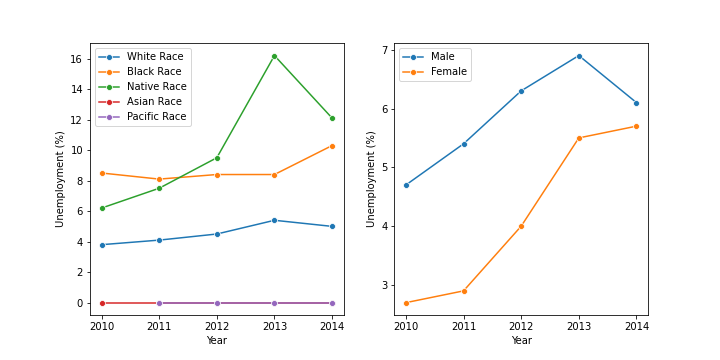 16
14
12
10
8
6
4
2
0
Unemployment (%)
White Race
Black Race
Native Race
Asian Race
Pacific Race
2010 2011 2012 2013 2014
Year
7
6
5
4
3
Unemployment (%)
Male
Female
2010 2011 2012 2013 2014
Year